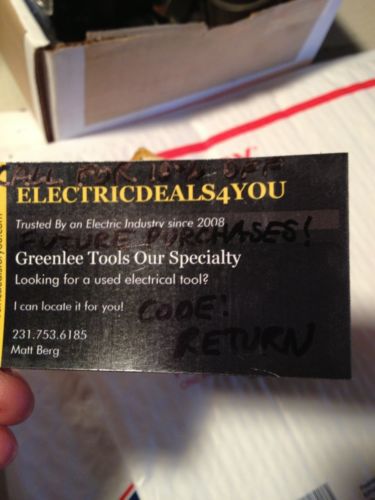 CALL FOR 10% OFF
ELECTRICDEALS4YOU
Trusted By an Electric Industry since 2008
FUTURE PURCHASES!
Greenlee Tools Our Specialty
Looking for a used electrical tool?
I can locate it for you!
CODE:
RETURN
231.753.6185
Matt Berg